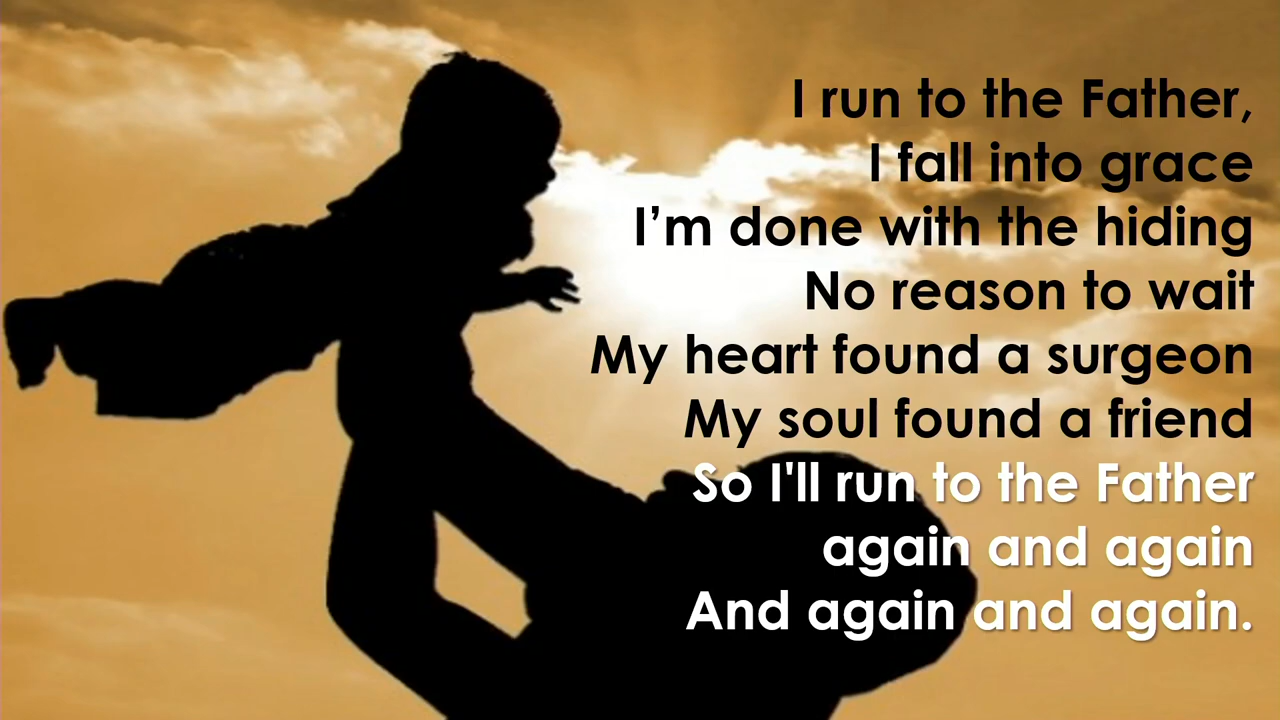 I run to the Father,
I fall into grace
I’m done with the hiding
No reason to wait
My heart found a surgeon
My soul found a friend
So I'll run to the Father
again and again
And again and again.